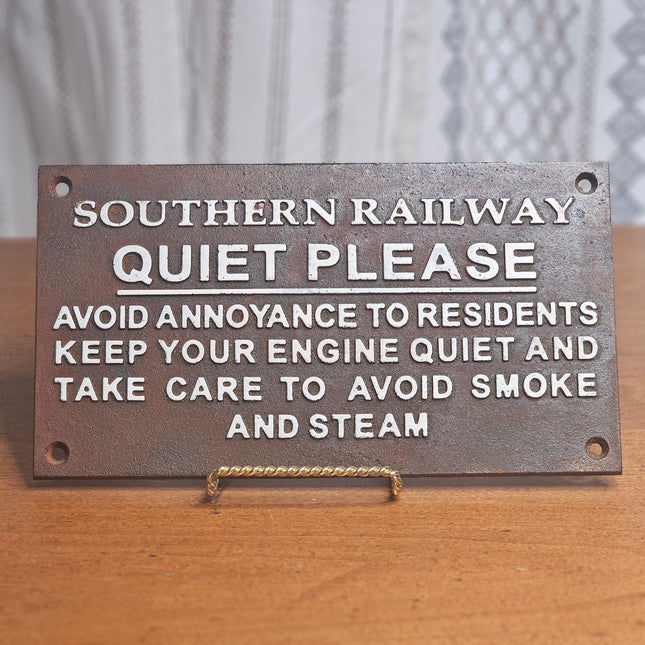 SOUTHERN RAILWAY
QUIET PLEASE
AVOID ANNOYANCE TO RESIDENTS
KEEP YOUR ENGINE QUIET AND
TAKE CARE TO AVOID SMOKE
AND STEAM